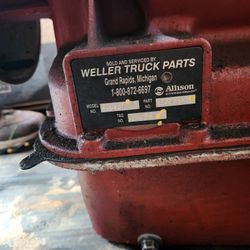 SOLD AND SERVICED BY
WELLER TRUCK PARTS
Grand Rapids, Michigan
1-800-872-6697
Allison
MODEL NO. PART NO.
TAG NO.